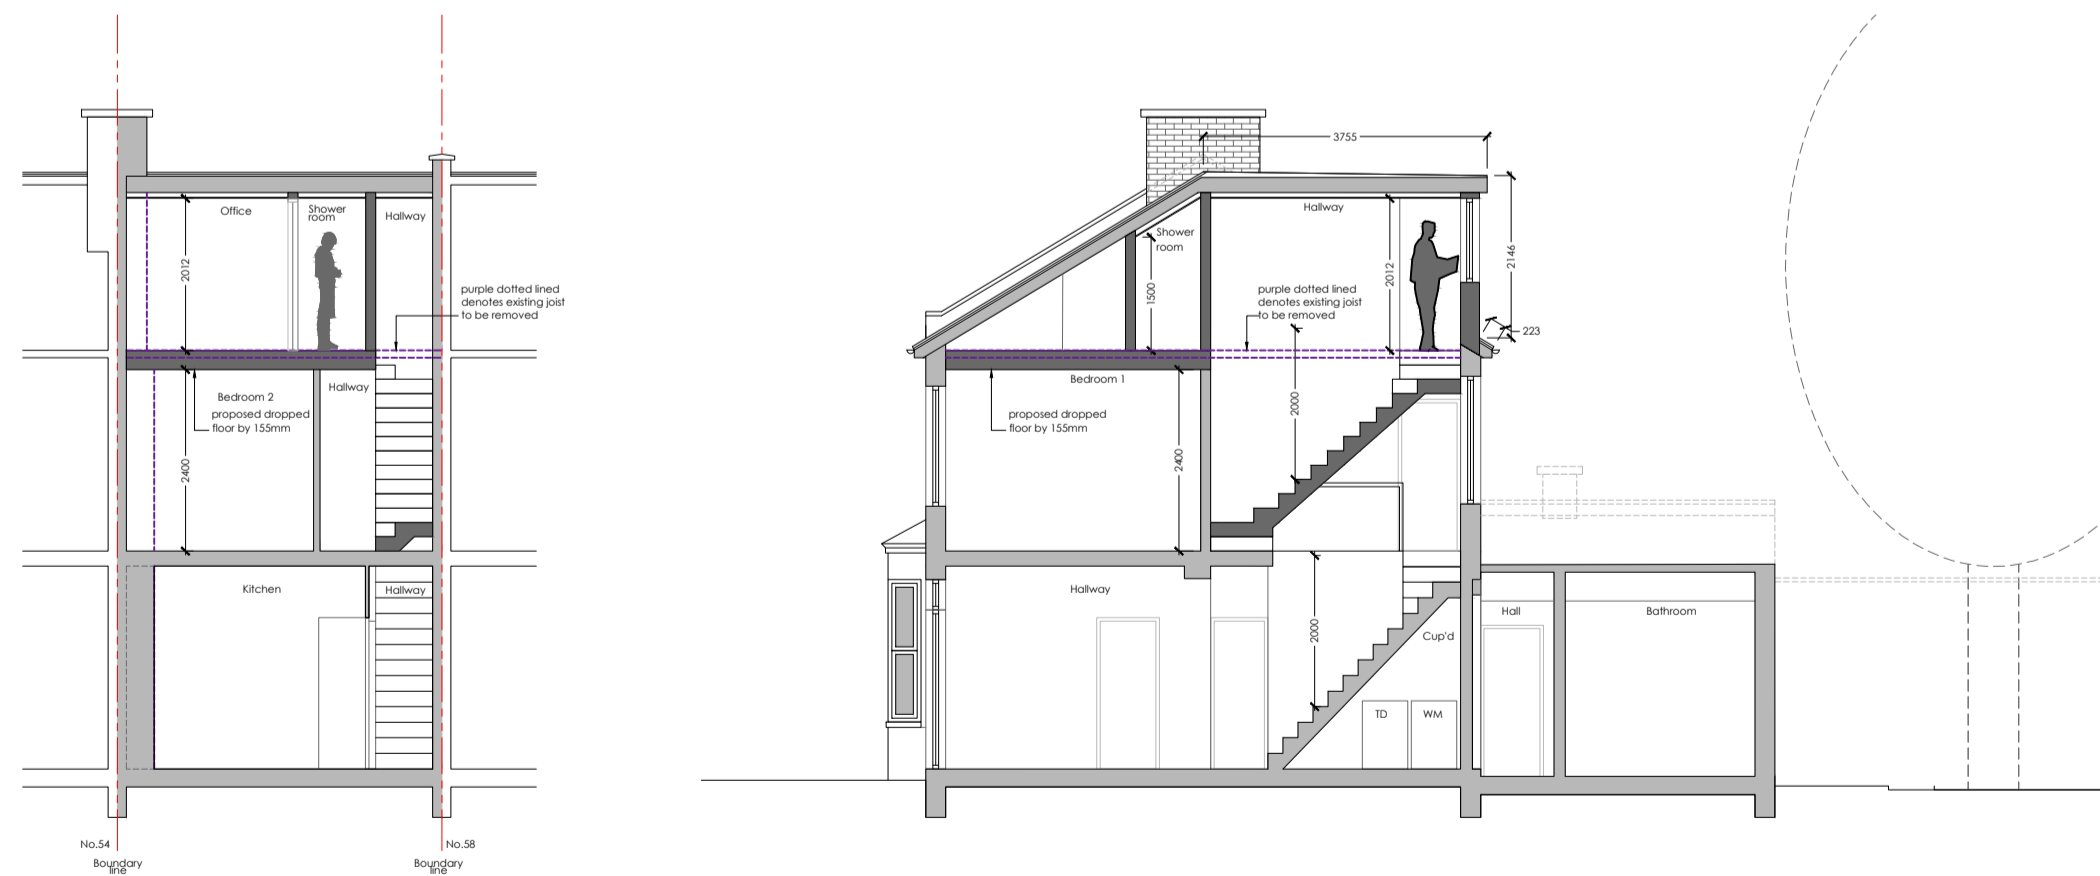 Office
Shower
room
Hallway
2012
purple dotted lined
denotes existing joist
to be removed
Hallway
Bedroom 2
proposed dropped
floor by 155mm
2400
Kitchen
Hallway
No.54
Boundary
line
No.58
Boundary
line
3755
Hallway
Shower
room
1500
2012
2146
purple dotted lined
denotes existing joist
to be removed
223
Bedroom 1
proposed dropped
floor by 155mm
2000
2400
Hallway
2000
Cup'd
TD
WM
Hall
Bathroom